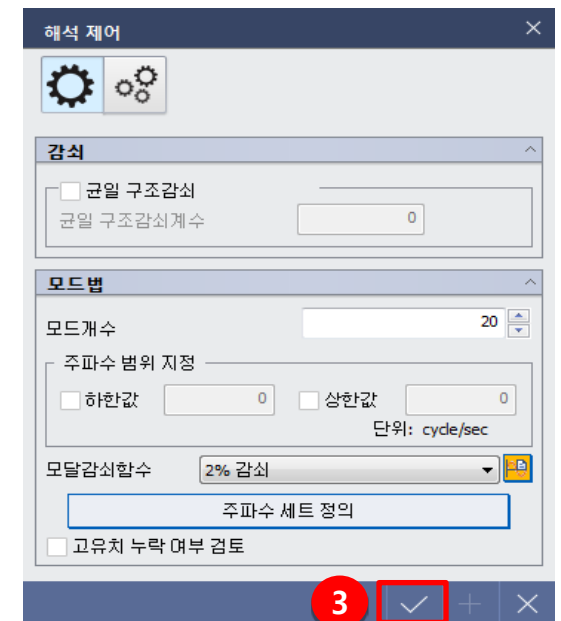 해석 제어
감쇠
균일 구조감쇠
균일 구조감쇠계수 0
모드법
모드개수 20
주파수 범위 지정
하한값 0 상한값 0
단위: cycle/sec
모달감쇠함수 2% 감쇠
주파수 세트 정의
고유치 누락 여부 검토
3